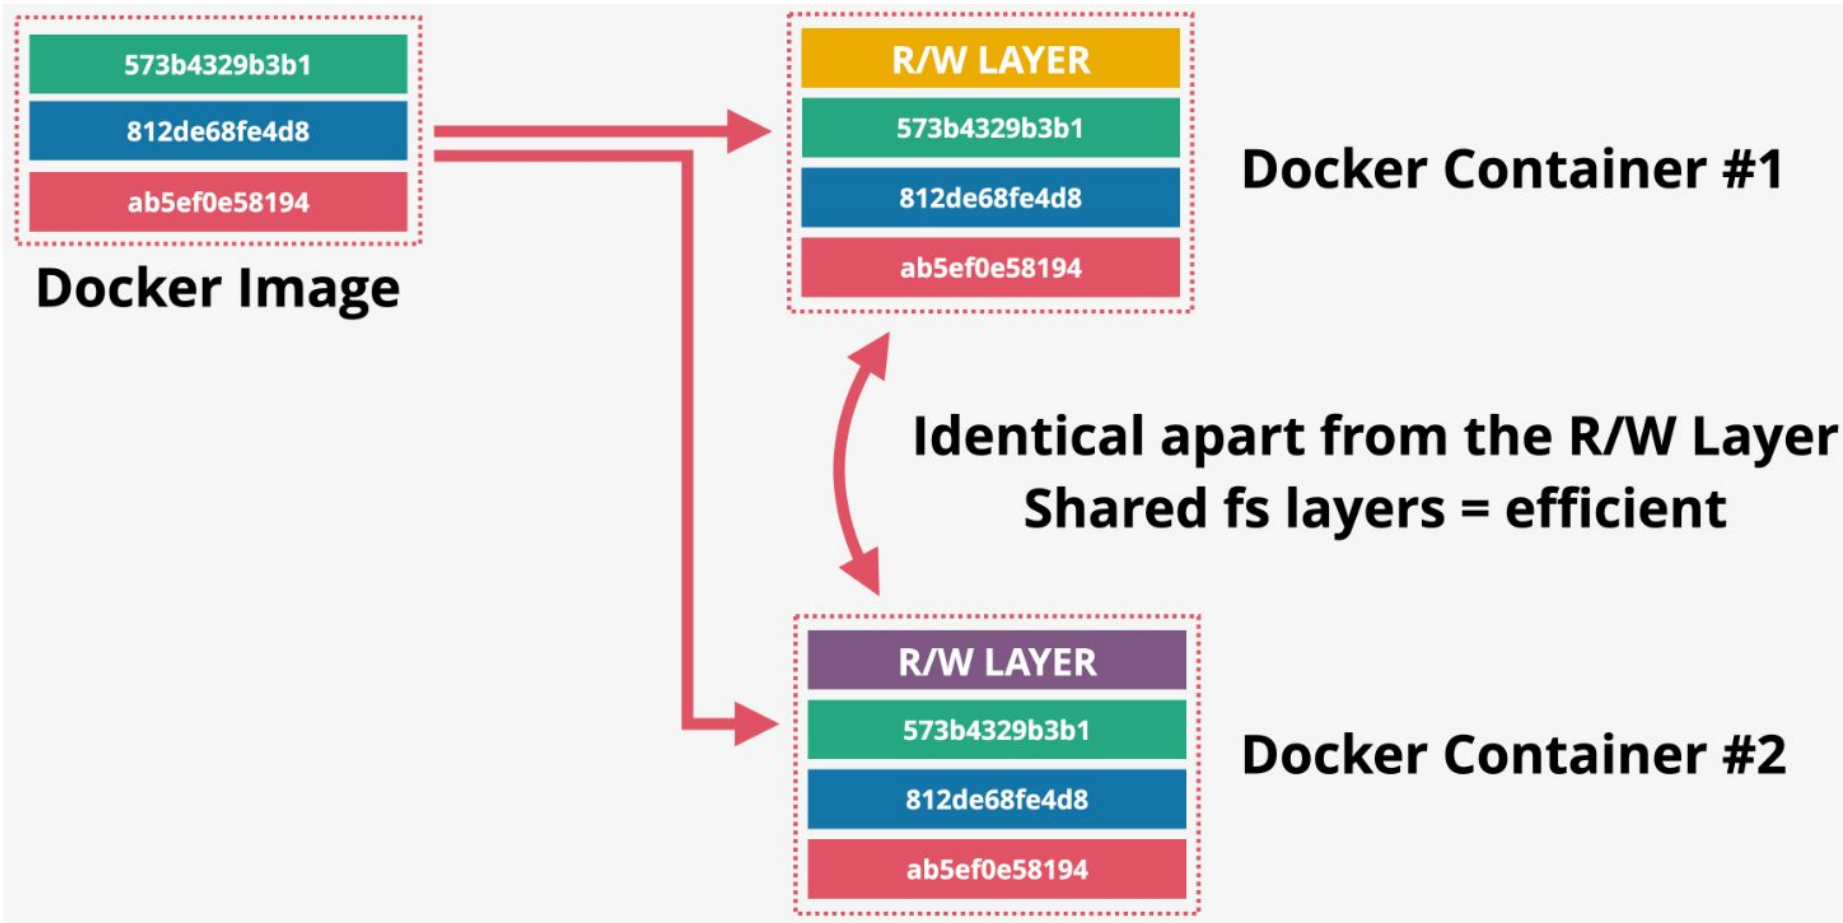 573b4329b3b1
812de68fe4d8
ab5ef0e58194
Docker Image
R/W LAYER
573b4329b3b1
812de68fe4d8
ab5ef0e58194
Docker Container #1
Identical apart from the R/W Layer
Shared fs layers = efficient
R/W LAYER
573b4329b3b1
812de68fe4d8
ab5ef0e58194
Docker Container #2